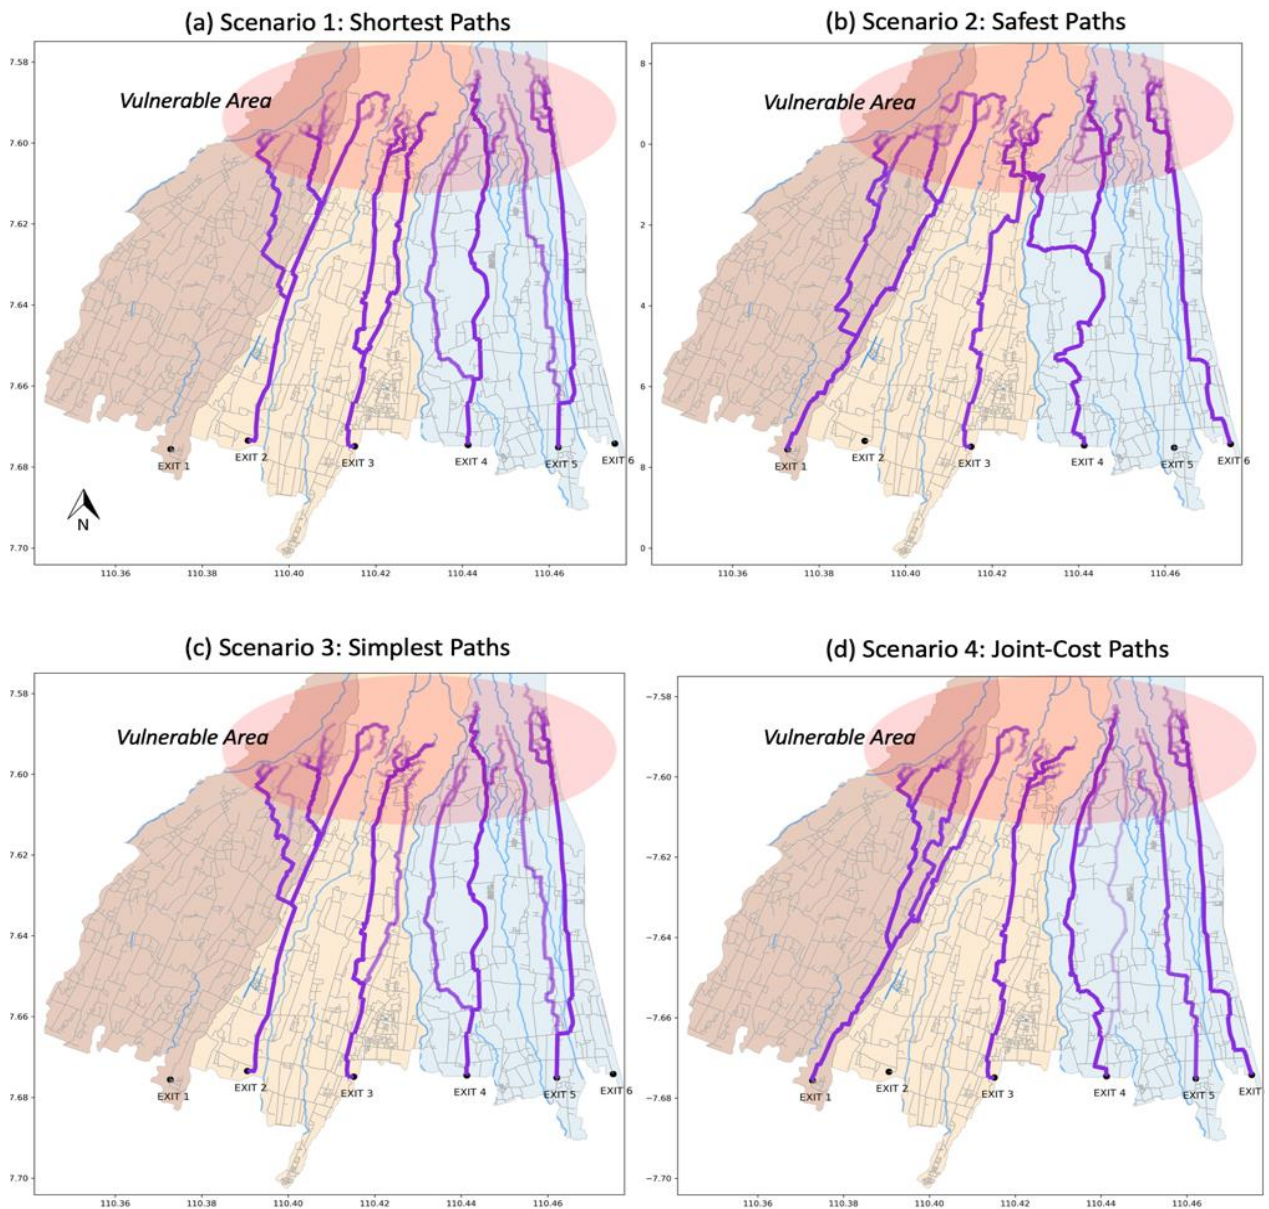 (a) Scenario 1: Shortest Paths
7.58
7.60
7.62
7.64
7.66
7.68
7.70
Vulnerable Area
EXIT 1
EXIT 2
EXIT 3
EXIT 4
EXIT 5
EXIT 6
N
110.36 110.38 110.40 110.42 110.44 110.46
(b) Scenario 2: Safest Paths
8
0
2
4
6
8
0
Vulnerable Area
EXIT 1
EXIT 2
EXIT 3
EXIT 4
EXIT 5
EXIT 6
110.36 110.38 110.40 110.42 110.44 110.46
(c) Scenario 3: Simplest Paths
7.58
7.60
7.62
7.64
7.66
7.68
7.70
Vulnerable Area
EXIT 1
EXIT 2
EXIT 3
EXIT 4
EXIT 5
EXIT 6
110.36 110.38 110.40 110.42 110.44 110.46
(d) Scenario 4: Joint-Cost Paths
−7.58
−7.60
−7.62
−7.64
−7.66
−7.68
−7.70
Vulnerable Area
EXIT 1
EXIT 2
EXIT 3
EXIT 4
EXIT 5
EXIT
110.36 110.38 110.40 110.42 110.44 110.46